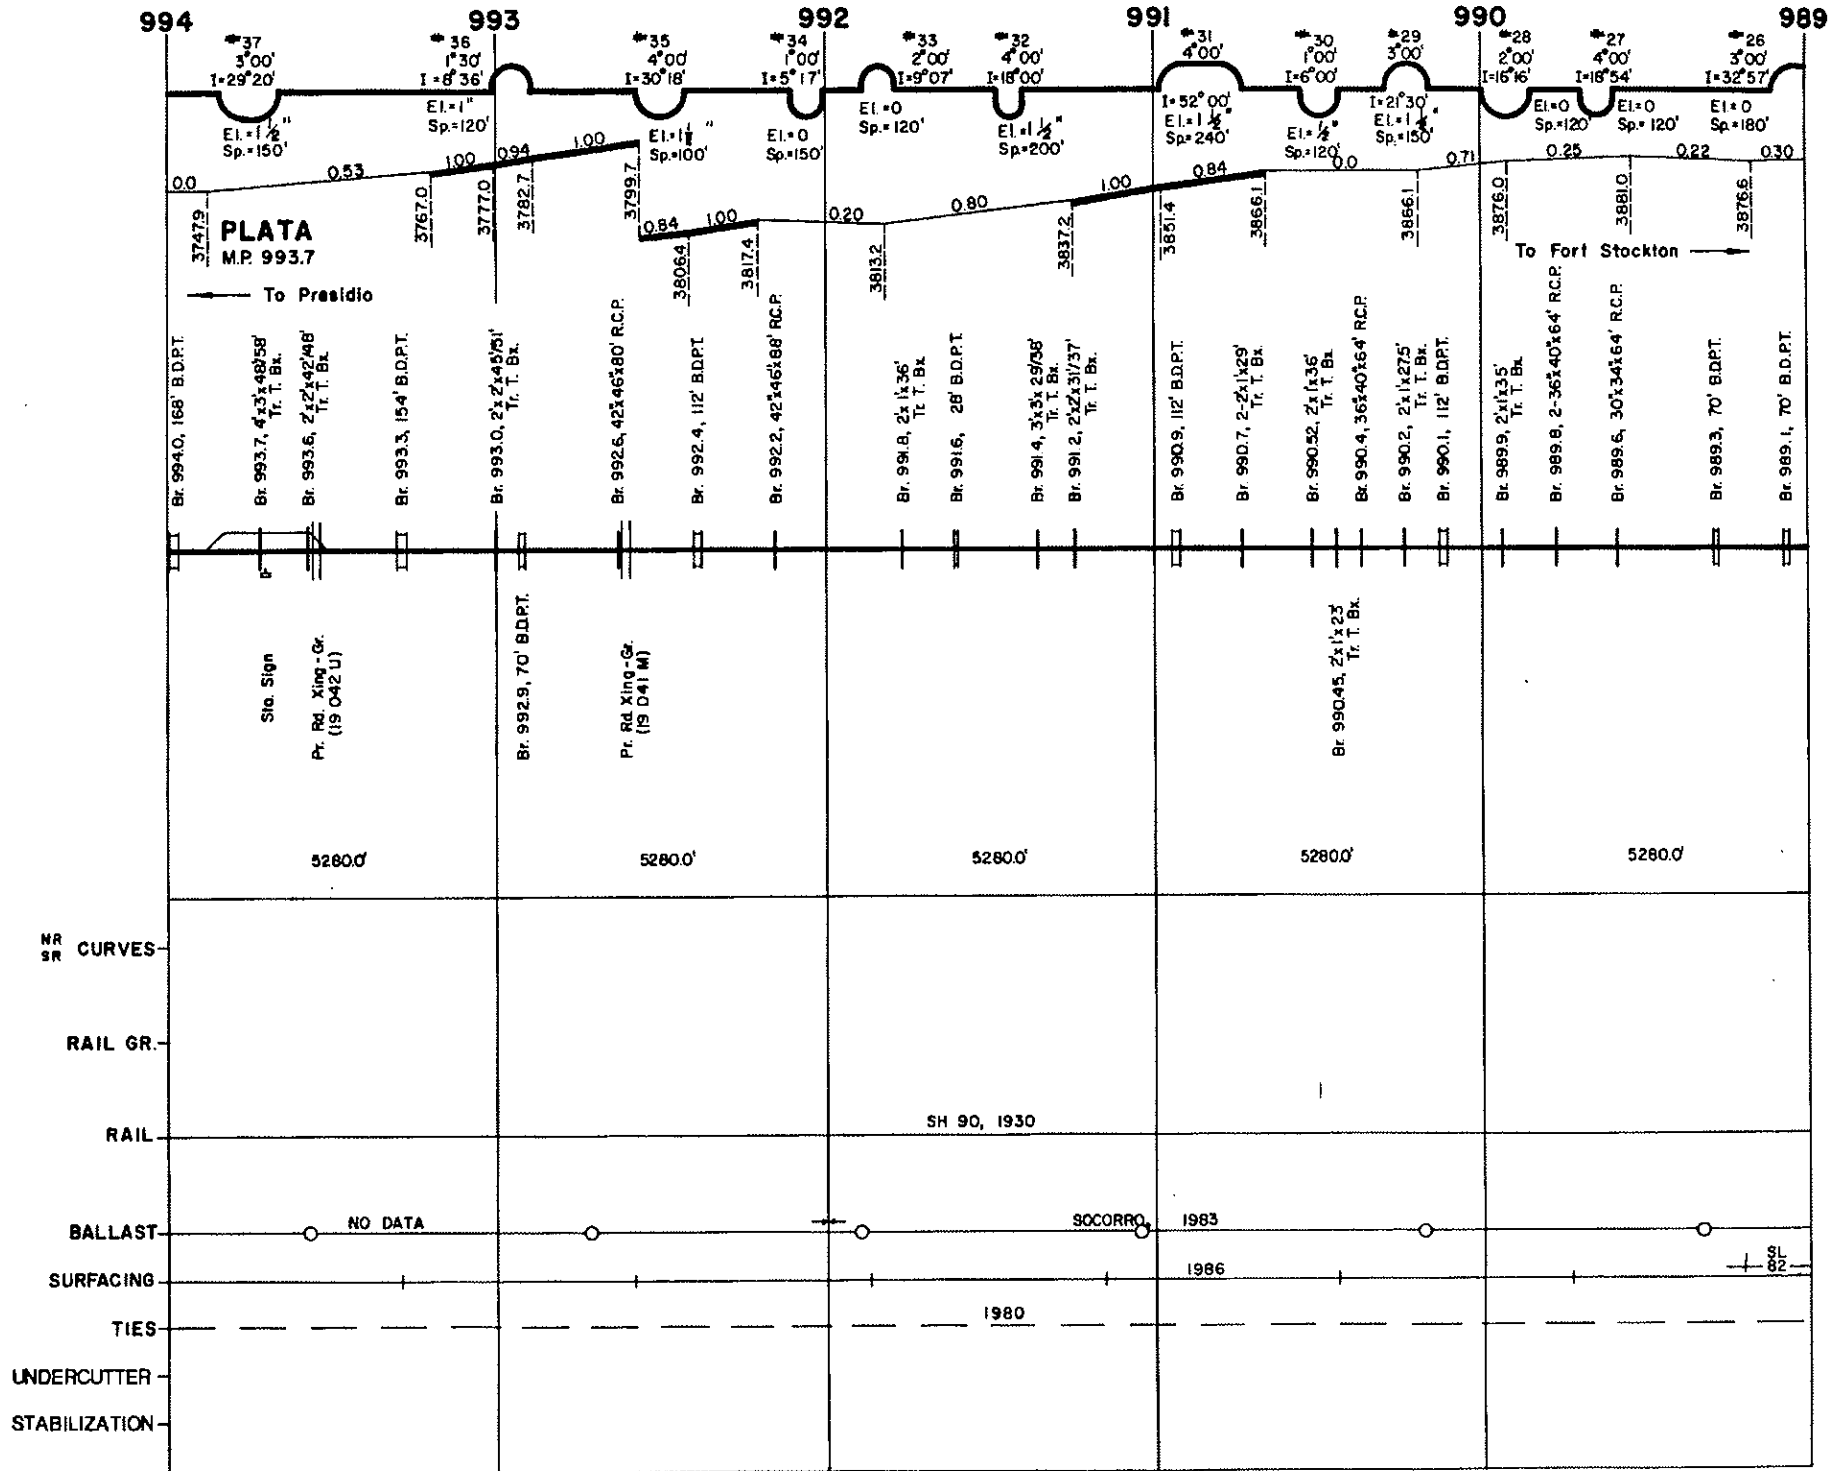 994 993 992 991 990 989
#37
3°00'
I=29°20'
El.=1½"
Sp.=150'
#36
1°30'
I=8°36'
El.=1"
Sp.=120'
#35
4°00'
I=30°18'
Sp.=100'
#34
1°00'
I=5°17'
El.=0
Sp.=150'
#33
2°00'
I=9°07'
El.=0
Sp.=120'
#32
4°00'
I=18°00'
El.=1½"
Sp.=200'
#31
4°00'
I=52°00'
El.=1½"
Sp.=240'
#30
1°00'
I=6°00'
El.=½"
Sp.=120'
#29
3°00'
I=21°30'
Sp.=150'
#28
2°00'
I=16°16'
El.=0
Sp.=120'
#27
4°00'
I=18°54'
El.=0
Sp.=120'
#26
3°00'
I=32°57'
El.=0
Sp.=180'
0.0 0.53 1.00 0.94 1.00 0.84 1.00 0.20 0.80 1.00 0.84 0.0 0.71 0.25 0.22 0.30
3747.9 3767.0 3777.0 3782.7 3799.7 3806.4 3817.4 3813.2 3837.2 3851.4 3866.1 3866.1 3876.0 3881.0 3876.6
PLATA
M.P. 993.7
To Presidio
To Fort Stockton
Br. 994.0, 168' B.D.P.T.
Br. 993.7, 4'x3'x48'/58'
Tr. T. Bx.
Br. 993.6, 2'x2'x42'/48'
Tr. T. Bx.
Br. 993.3, 154' B.D.P.T.
Br. 993.0, 2'x2'x45'/51'
Tr. T. Bx.
Br. 992.6, 42"x46"x80' R.C.P.
Br. 992.4, 112' B.D.P.T.
Br. 992.2, 42"x46"x88' R.C.P.
Br. 991.8, 2'x1'x36'
Tr. T. Bx.
Br. 991.6, 28' B.D.P.T.
Br. 991.4, 3'x3'x29'/38'
Tr. T. Bx.
Br. 991.2, 2'x2'x31'/37'
Tr. T. Bx.
Br. 990.9, 112' B.D.P.T.
Br. 990.7, 2-2'x1'x29'
Tr. T. Bx.
Br. 990.52, 2'x1'x36'
Tr. T. Bx.
Br. 990.4, 36"x40"x64' R.C.P.
Br. 990.2, 2'x1'x27.5'
Tr. T. Bx.
Br. 990.1, 112' B.D.P.T.
Br. 989.9, 2'x1'x35'
Tr. T. Bx.
Br. 989.8, 2-36"x40"x64' R.C.P.
Br. 989.6, 30"x34"x64' R.C.P.
Br. 989.3, 70' B.D.P.T.
Br. 989.1, 70' B.D.P.T.
Sta. Sign
Pr. Rd. Xing-Gr.
(19 042 U)
Br. 992.9, 70' B.D.P.T.
Pr. Rd. Xing-Gr.
(19 041 M)
Br. 990.45, 2'x1'x23'
Tr. T. Bx.
5280.0' 5280.0' 5280.0' 5280.0' 5280.0'
NR
SR
CURVES
RAIL GR.
RAIL
SH 90, 1930
BALLAST
NO DATA
SOCORRO, 1983
SURFACING
1986
SL
82
TIES
1980
UNDERCUTTER
STABILIZATION